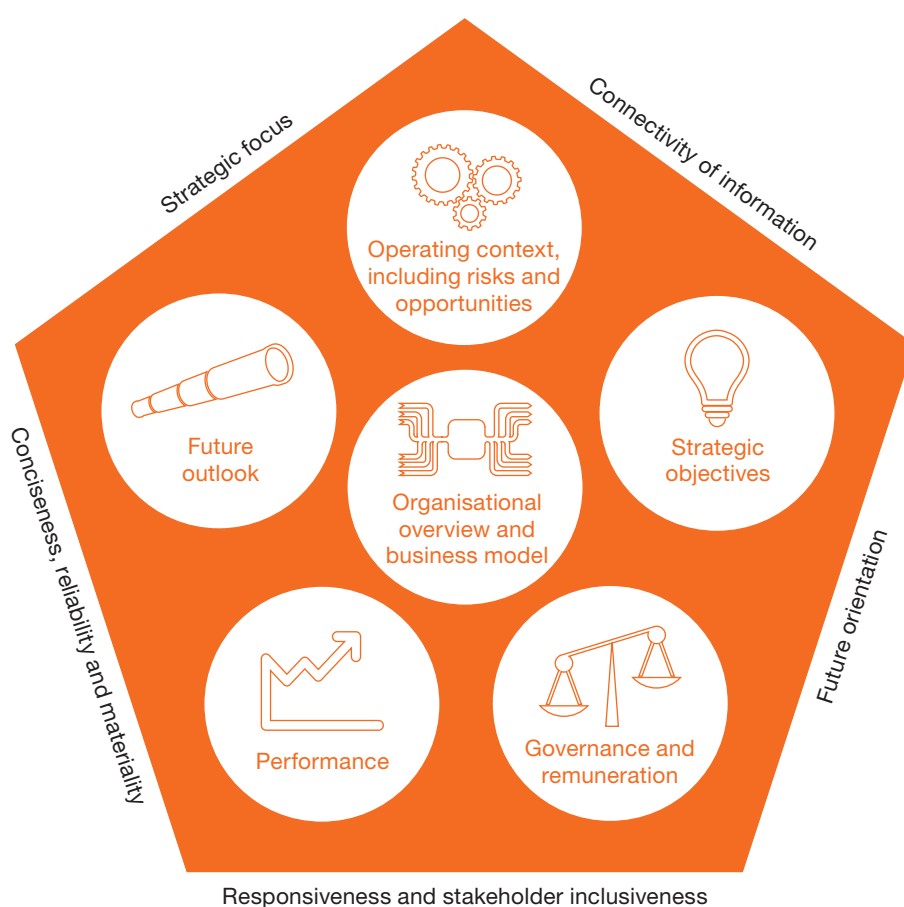 Strategic focus
Connectivity of information
Operating context,
including risks and
opportunities
Future
outlook
Strategic
objectives
Organisational
overview and
business model
Conciseness, reliability and materiality
Future orientation
Performance
Governance and
remuneration
Responsiveness and stakeholder inclusiveness